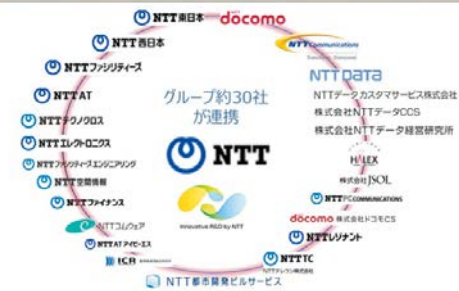 NTT東日本
döcomo
NTT西日本
NTT Communications
NTTファシリティーズ
NTT DATA
NTT AT
NTTデータカスタマサービス株式会社
グループ約30社
が連携
株式会社NTTデータCCS
NTTテクノクロス
株式会社NTTデータ経営研究所
NTTエレクトロニクス
NTT
HALEX
NTTファシリティーズエンジニアリング
株式会社JSOL
NTT空間情報
NTTPC COMMUNICATIONS
NTTファイナンス
Innovative R&D by NTT
döcomo 株式会社ドコモCS
NTTコムウェア
NTTレゾナント
NTT AT アイピーエス
NTT TC
ICR
NTTテレコン株式会社
NTT都市開発ビルサービス